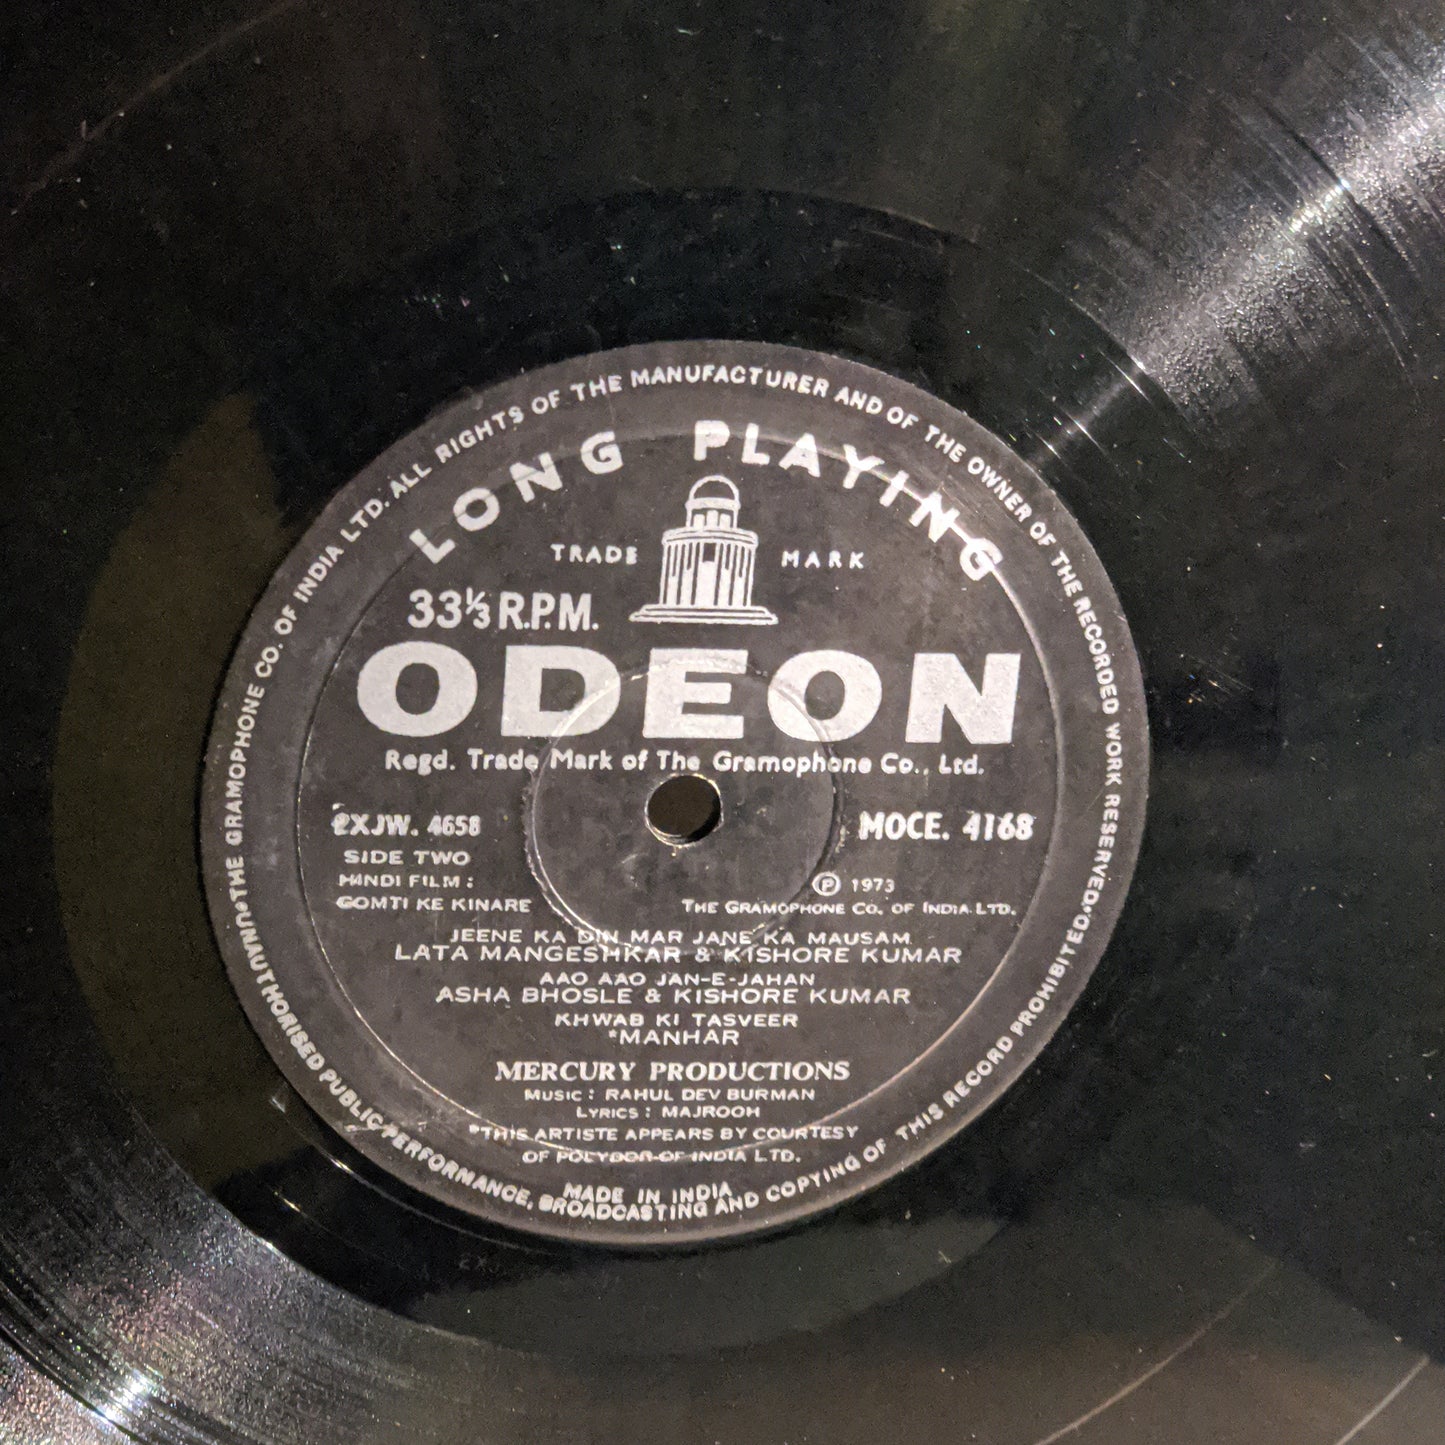 THE GRAMOPHONE CO. OF INDIA LTD. ALL RIGHTS OF THE MANUFACTURER AND OF THE OWNER OF THE RECORDED WORK RESERVED • UNAUTHORISED PUBLIC PERFORMANCE, BROADCASTING AND COPYING OF THIS RECORD PROHIBITED •
LONG PLAYING
TRADE MARK
33⅓ R.P.M.
ODEON
Regd. Trade Mark of The Gramophone Co., Ltd.
2XJW. 4658 MOCE. 4168
SIDE TWO
HINDI FILM : ℗ 1973
GOMTI KE KINARE THE GRAMOPHONE CO. OF INDIA LTD.
JEENE KA DIN MAR JANE KA MAUSAM
LATA MANGESHKAR & KISHORE KUMAR
AAO AAO JAN-E-JAHAN
ASHA BHOSLE & KISHORE KUMAR
KHWAB KI TASVEER
*MANHAR
MERCURY PRODUCTIONS
MUSIC : RAHUL DEV BURMAN
LYRICS : MAJROOH
*THIS ARTISTE APPEARS BY COURTESY
OF POLYDOR OF INDIA LTD.
MADE IN INDIA